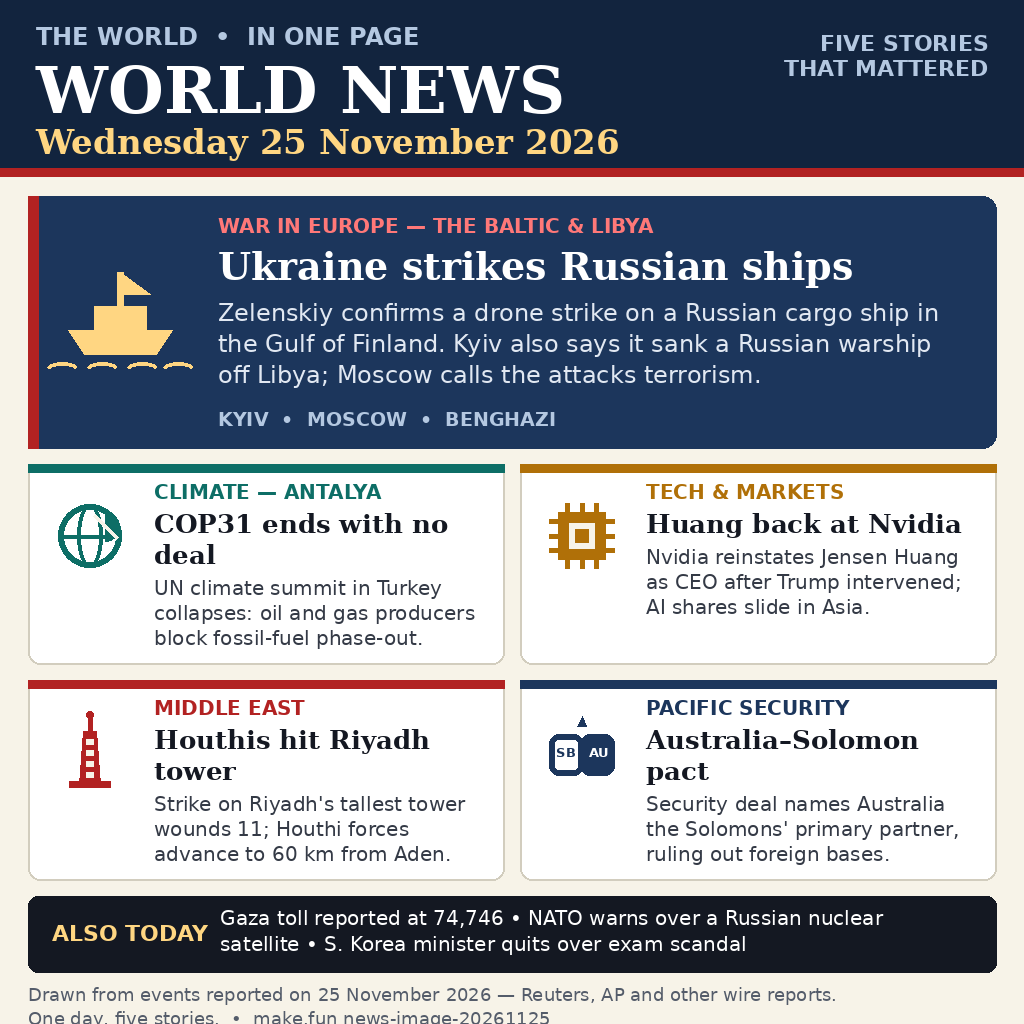 THE WORLD • IN ONE PAGE
WORLD NEWS
Wednesday 25 November 2026
FIVE STORIES
THAT MATTERED
WAR IN EUROPE — THE BALTIC & LIBYA
Ukraine strikes Russian ships
Zelenskiy confirms a drone strike on a Russian cargo ship in
the Gulf of Finland. Kyiv also says it sank a Russian warship
off Libya; Moscow calls the attacks terrorism.
KYIV • MOSCOW • BENGHAZI
CLIMATE — ANTALYA
COP31 ends with no
deal
UN climate summit in Turkey
collapses: oil and gas producers
block fossil-fuel phase-out.
TECH & MARKETS
Huang back at Nvidia
Nvidia reinstates Jensen Huang
as CEO after Trump intervened;
AI shares slide in Asia.
MIDDLE EAST
Houthis hit Riyadh
tower
Strike on Riyadh's tallest tower
wounds 11; Houthi forces
advance to 60 km from Aden.
SB AU
PACIFIC SECURITY
Australia–Solomon
pact
Security deal names Australia
the Solomons' primary partner,
ruling out foreign bases.
ALSO TODAY
Gaza toll reported at 74,746 • NATO warns over a Russian nuclear
satellite • S. Korea minister quits over exam scandal
Drawn from events reported on 25 November 2026 — Reuters, AP and other wire reports.
One day, five stories. • make.fun news-image-20261125